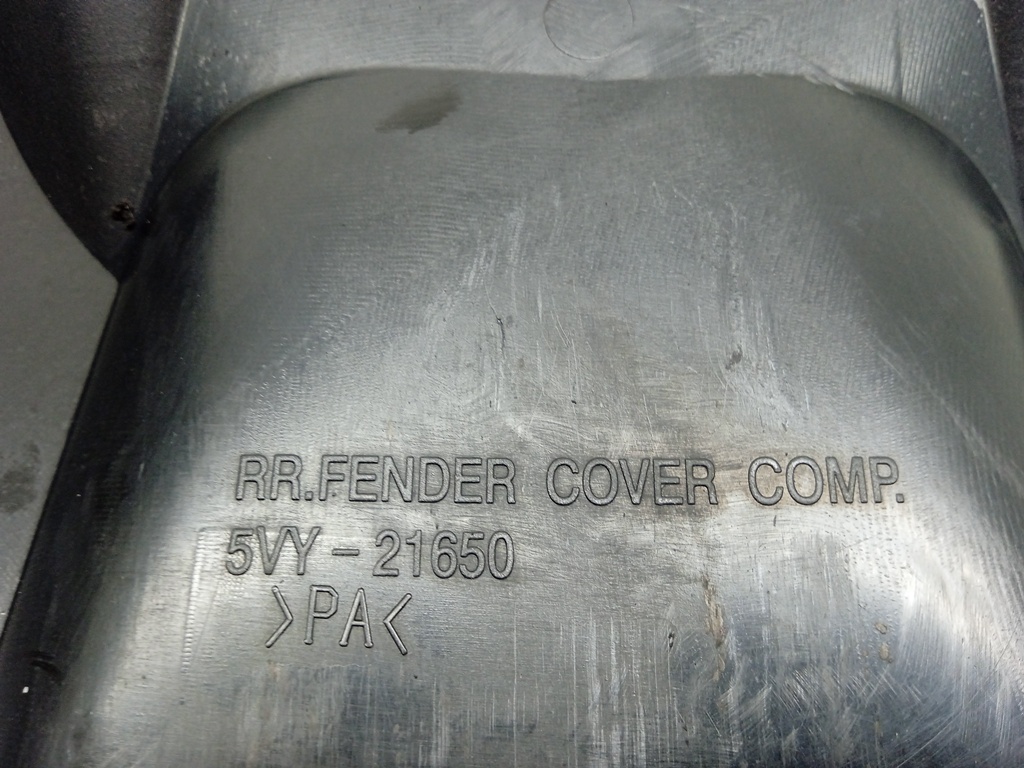 RR.FENDER COVER COMP.
5VY-21650
>PA<